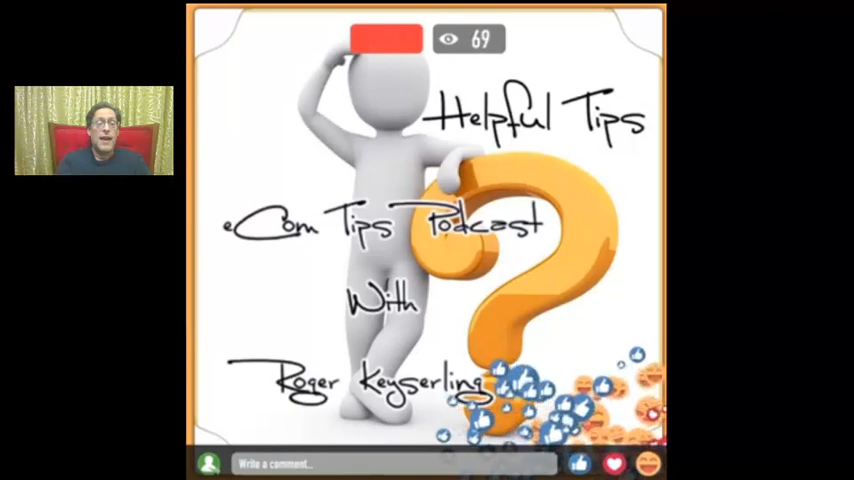 69
Helpful Tips
eCom Tips Podcast
With
Roger Keyserling
Write a comment...